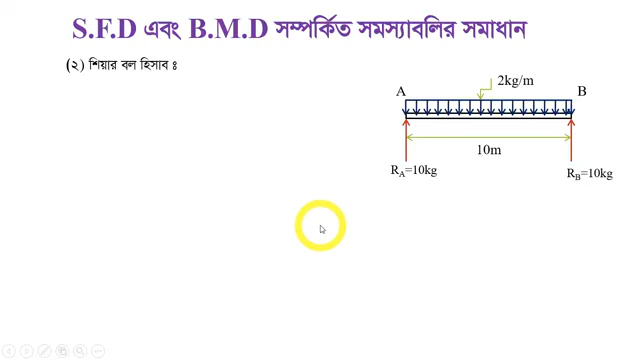 S.F.D এবং B.M.D সম্পর্কিত সমস্যাবলির সমাধান
(২) শিয়ার বল হিসাব ঃ
2kg/m
A
B
10m
RA=10kg
RB=10kg